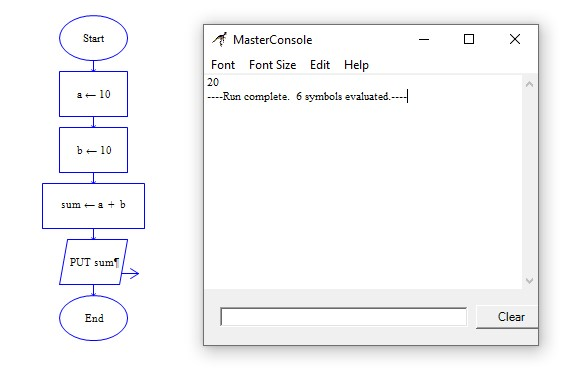 Start
a ← 10
b ← 10
sum ← a + b
PUT sum¶
End
MasterConsole
Font Font Size Edit Help
20
----Run complete.  6 symbols evaluated.----
Clear